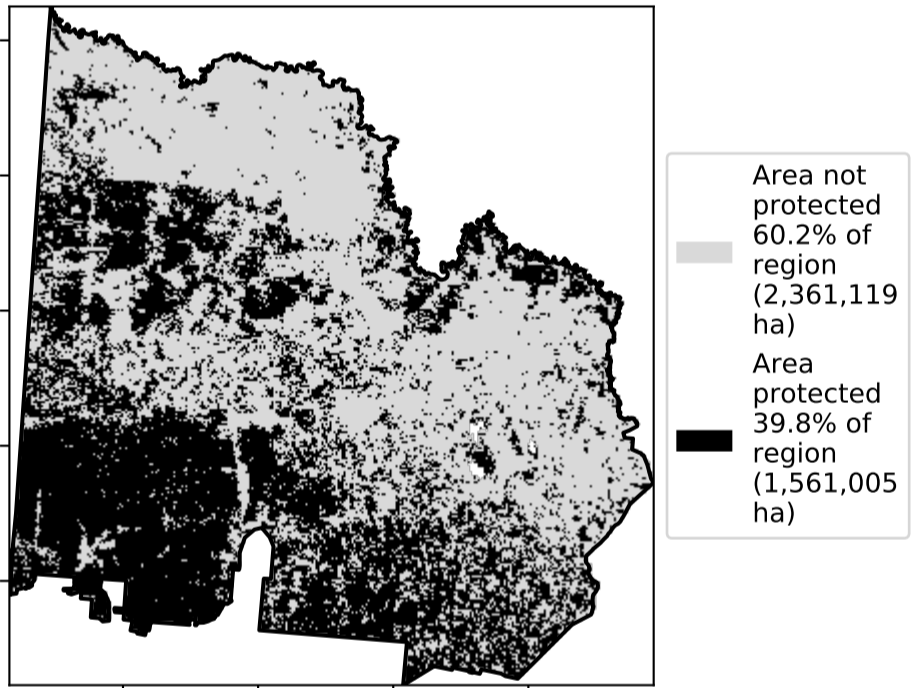 Area not
protected
60.2% of
region
(2,361,119
ha)
Area
protected
39.8% of
region
(1,561,005
ha)